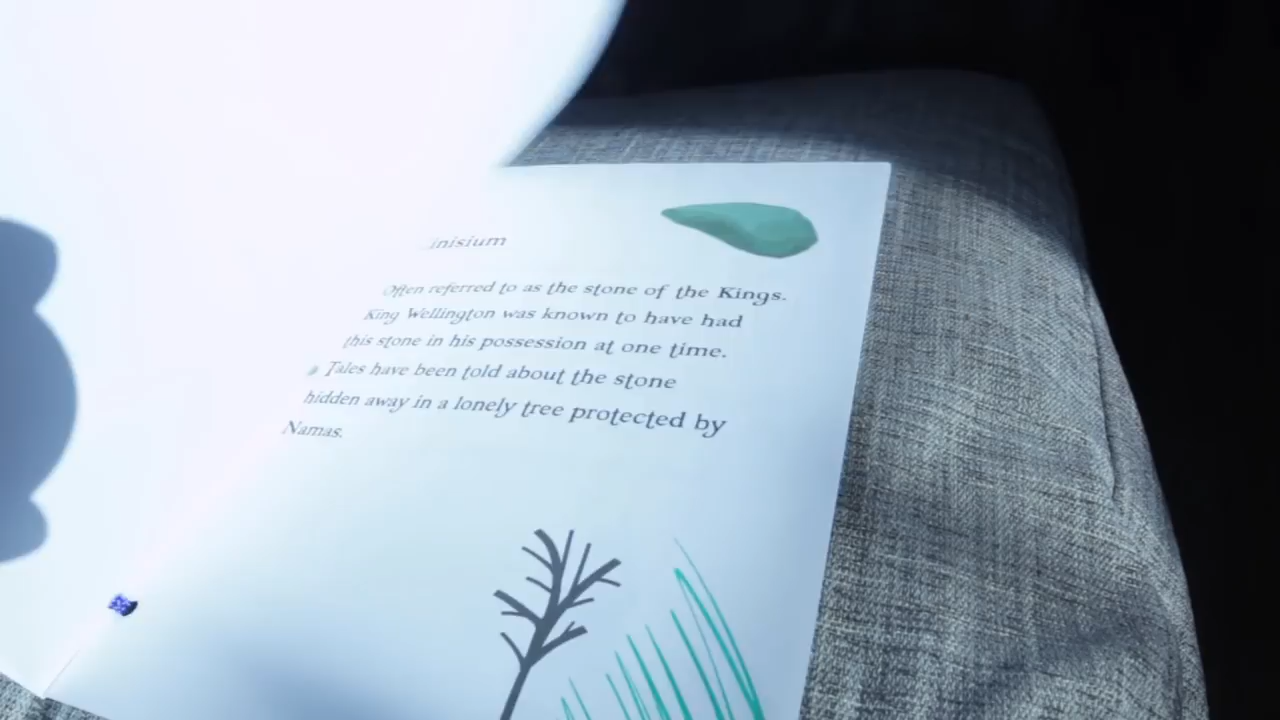 inisium
Often referred to as the stone of the Kings.
King Wellington was known to have had
this stone in his possession at one time.
Tales have been told about the stone
hidden away in a lonely tree protected by
Namas.